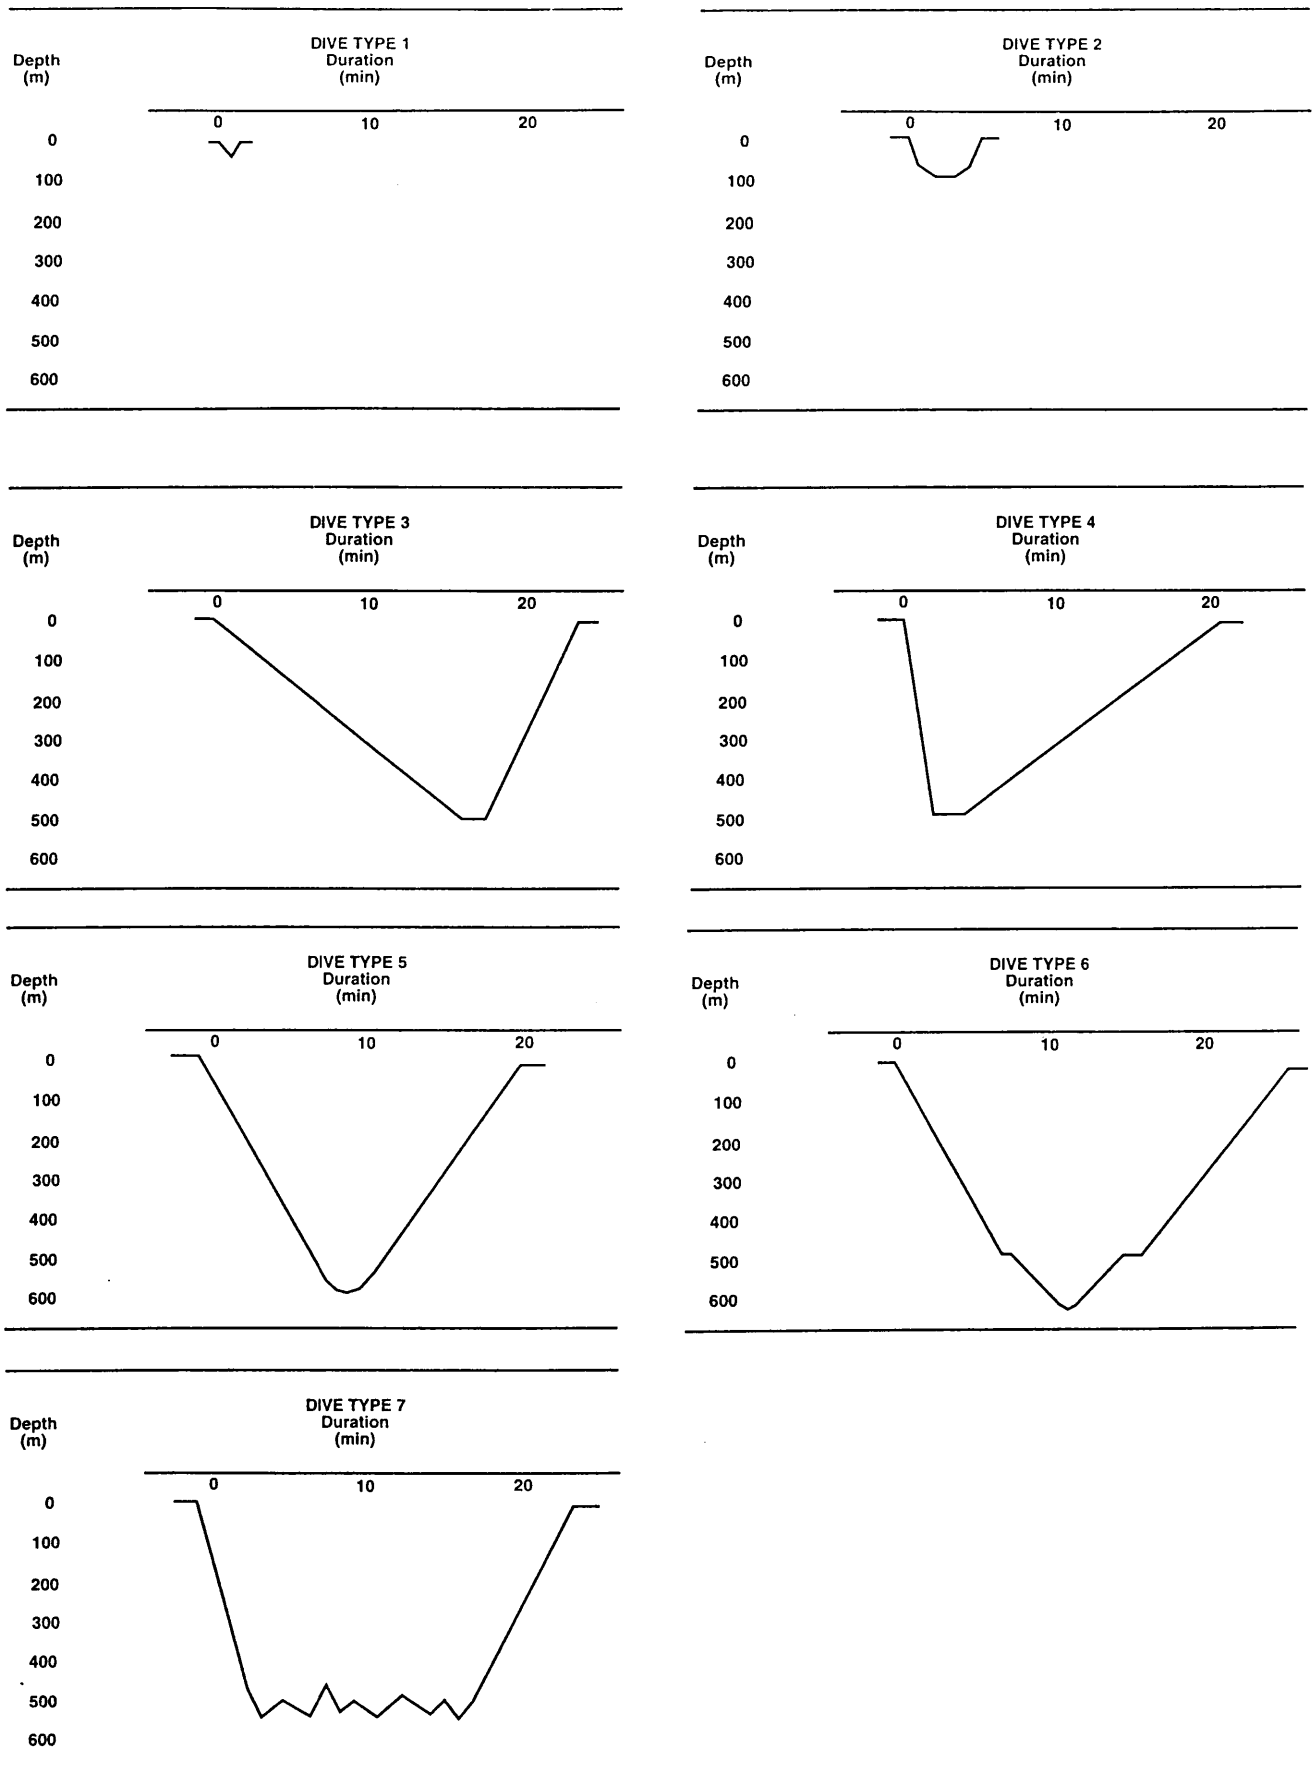 DIVE TYPE 1
Duration
(min)
Depth
(m)
0 10 20
0
100
200
300
400
500
600
DIVE TYPE 2
Duration
(min)
Depth
(m)
0 10 20
0
100
200
300
400
500
600
DIVE TYPE 3
Duration
(min)
Depth
(m)
0 10 20
0
100
200
300
400
500
600
DIVE TYPE 4
Duration
(min)
Depth
(m)
0 10 20
0
100
200
300
400
500
600
DIVE TYPE 5
Duration
(min)
Depth
(m)
0 10 20
0
100
200
300
400
500
600
DIVE TYPE 6
Duration
(min)
Depth
(m)
0 10 20
0
100
200
300
400
500
600
DIVE TYPE 7
Duration
(min)
Depth
(m)
0 10 20
0
100
200
300
400
500
600